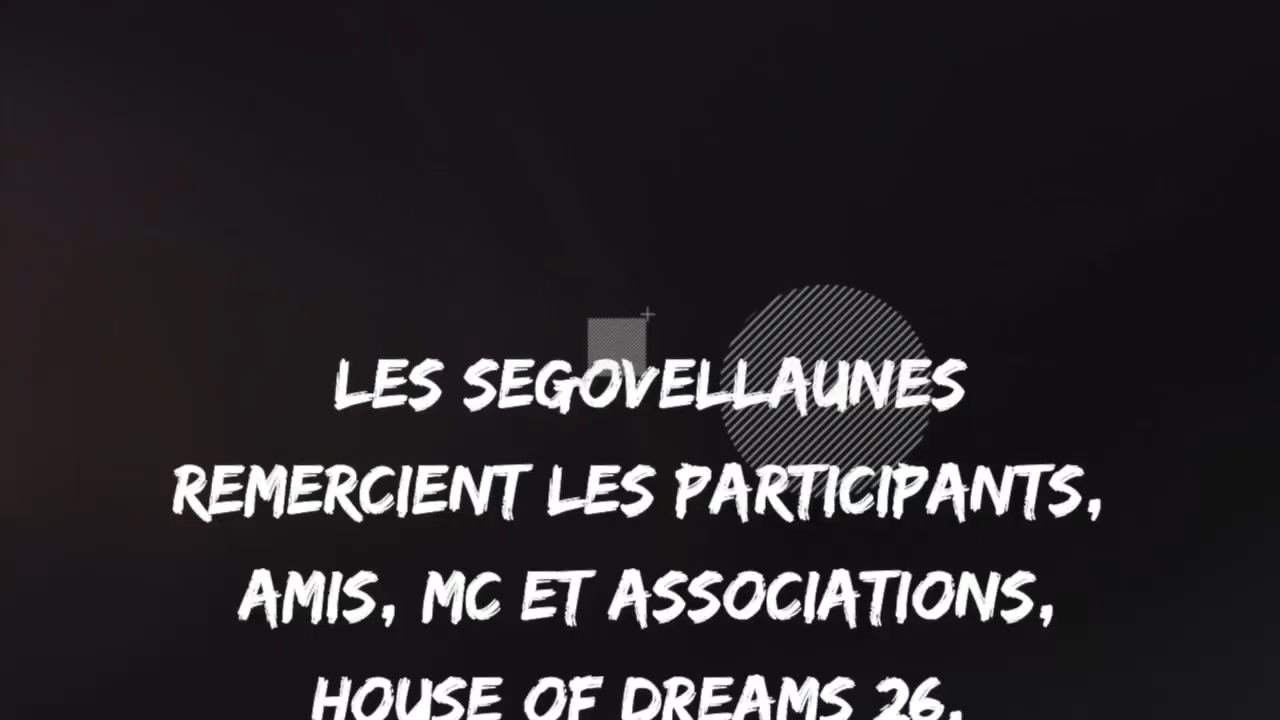 LES SEGOVELLAUNES
REMERCIENT LES PARTICIPANTS,
AMIS, MC ET ASSOCIATIONS,
HOUSE OF DREAMS 26,